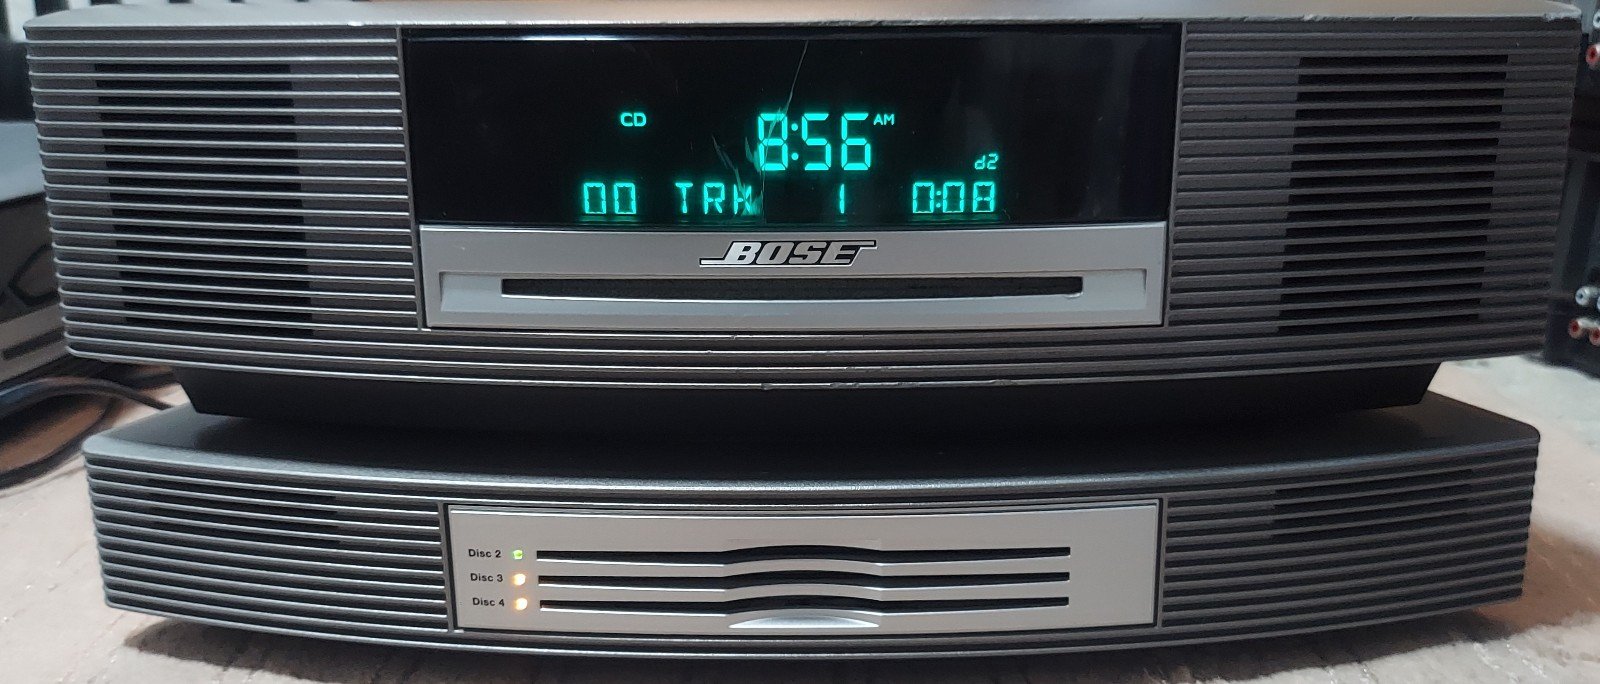 CD 8:56 AM
d2
00 TRK 1 0:08
BOSE
Disc 2
Disc 3
Disc 4